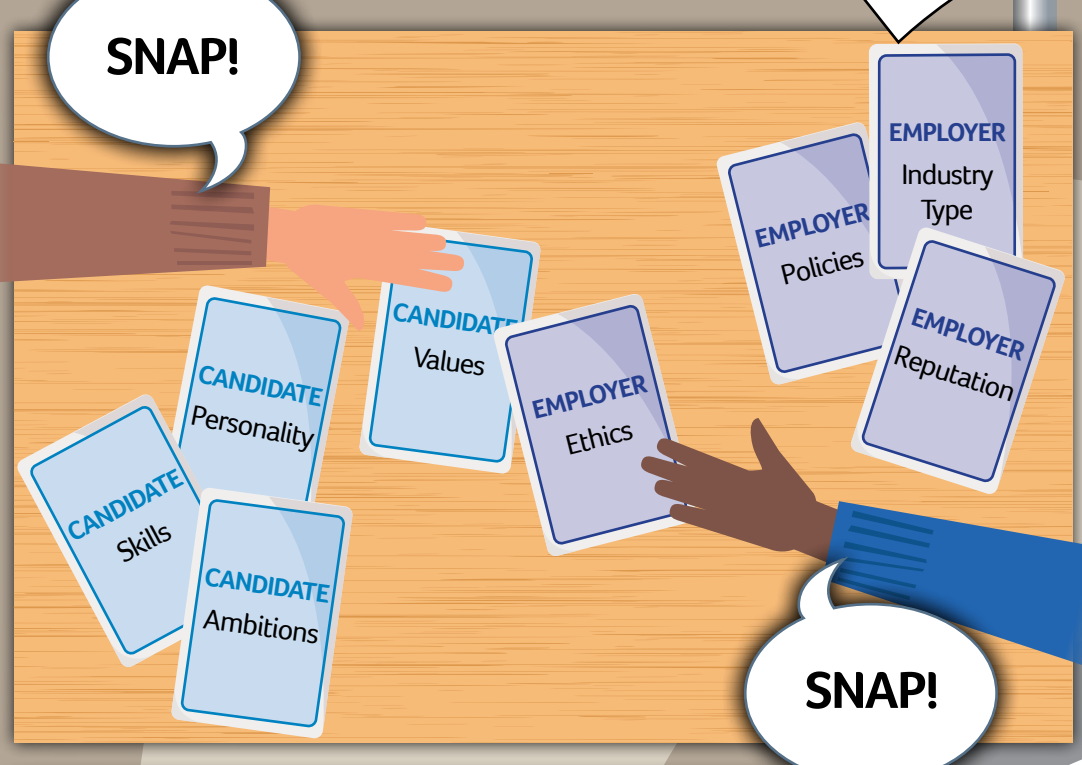 SNAP!
EMPLOYER
Industry
Type
EMPLOYER
Policies
EMPLOYER
Reputation
CANDIDATE
Values
EMPLOYER
Ethics
CANDIDATE
Personality
CANDIDATE
Skills
CANDIDATE
Ambitions
SNAP!